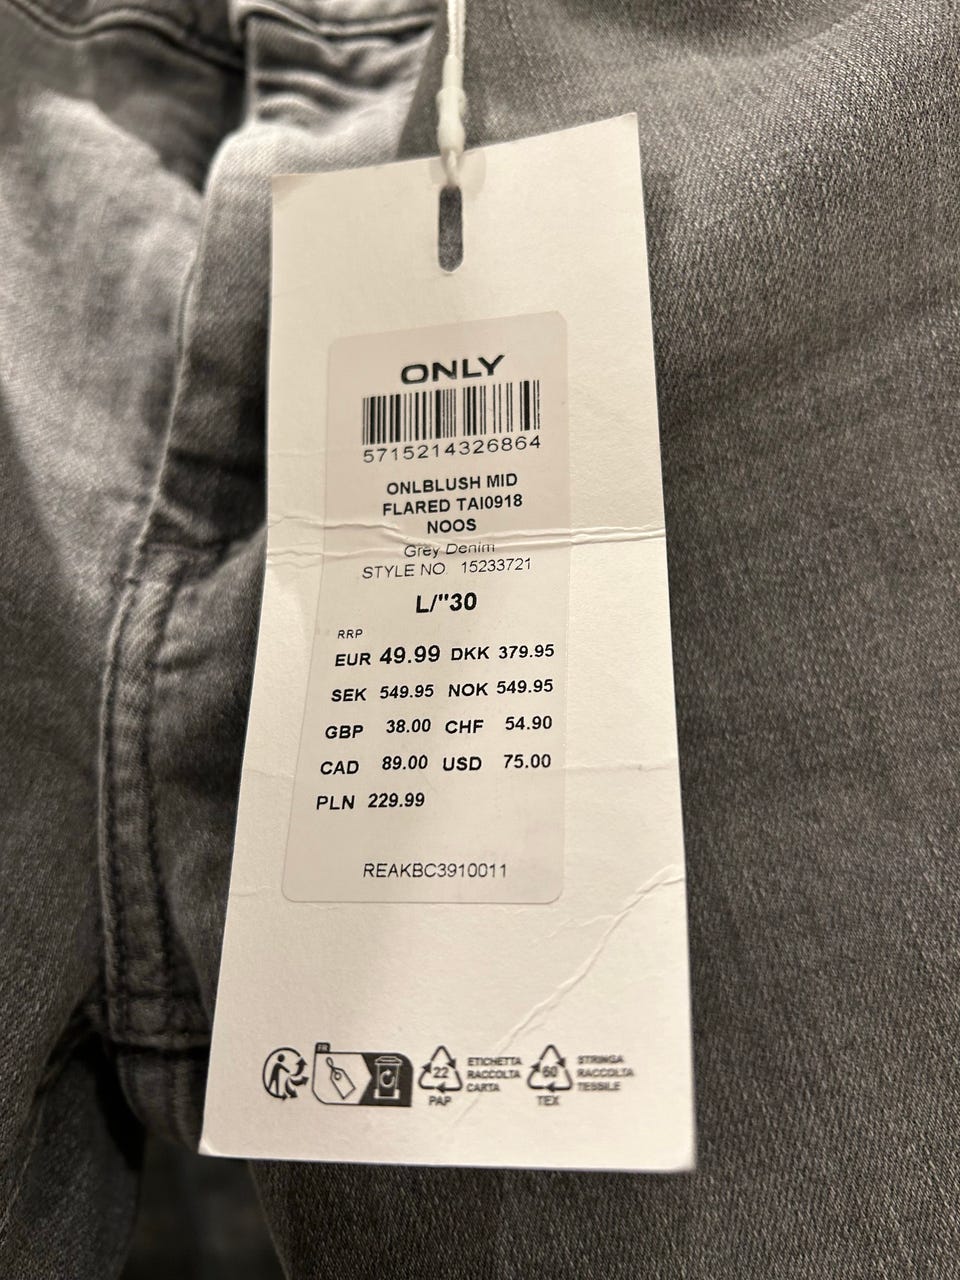 ONLY
5715214326864
ONLBLUSH MID
FLARED TAI0918
NOOS
Grey Denim
STYLE NO 15233721
L/"30
RRP
EUR 49.99 DKK 379.95
SEK 549.95 NOK 549.95
GBP 38.00 CHF 54.90
CAD 89.00 USD 75.00
PLN 229.99
REAKBC3910011
FR
22
PAP
ETICHETTA
RACCOLTA
CARTA
60
TEX
STRINGA
RACCOLTA
TESSILE